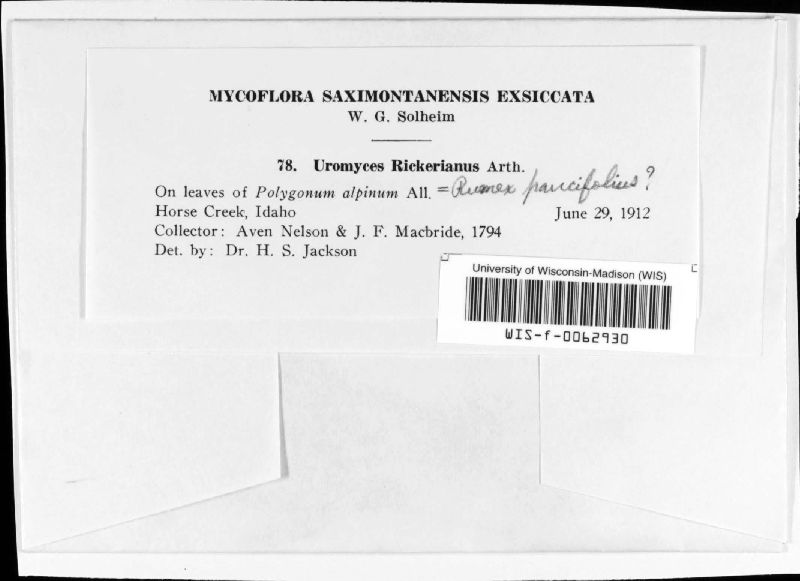 MYCOFLORA SAXIMONTANENSIS EXSICCATA
W. G. Solheim
78. Uromyces Rickerianus Arth.
On leaves of Polygonum alpinum All. = Rumex paucifolius?
Horse Creek, Idaho June 29, 1912
Collector: Aven Nelson & J. F. Macbride, 1794
Det. by: Dr. H. S. Jackson
University of Wisconsin-Madison (WIS)
WIS-f-0062930